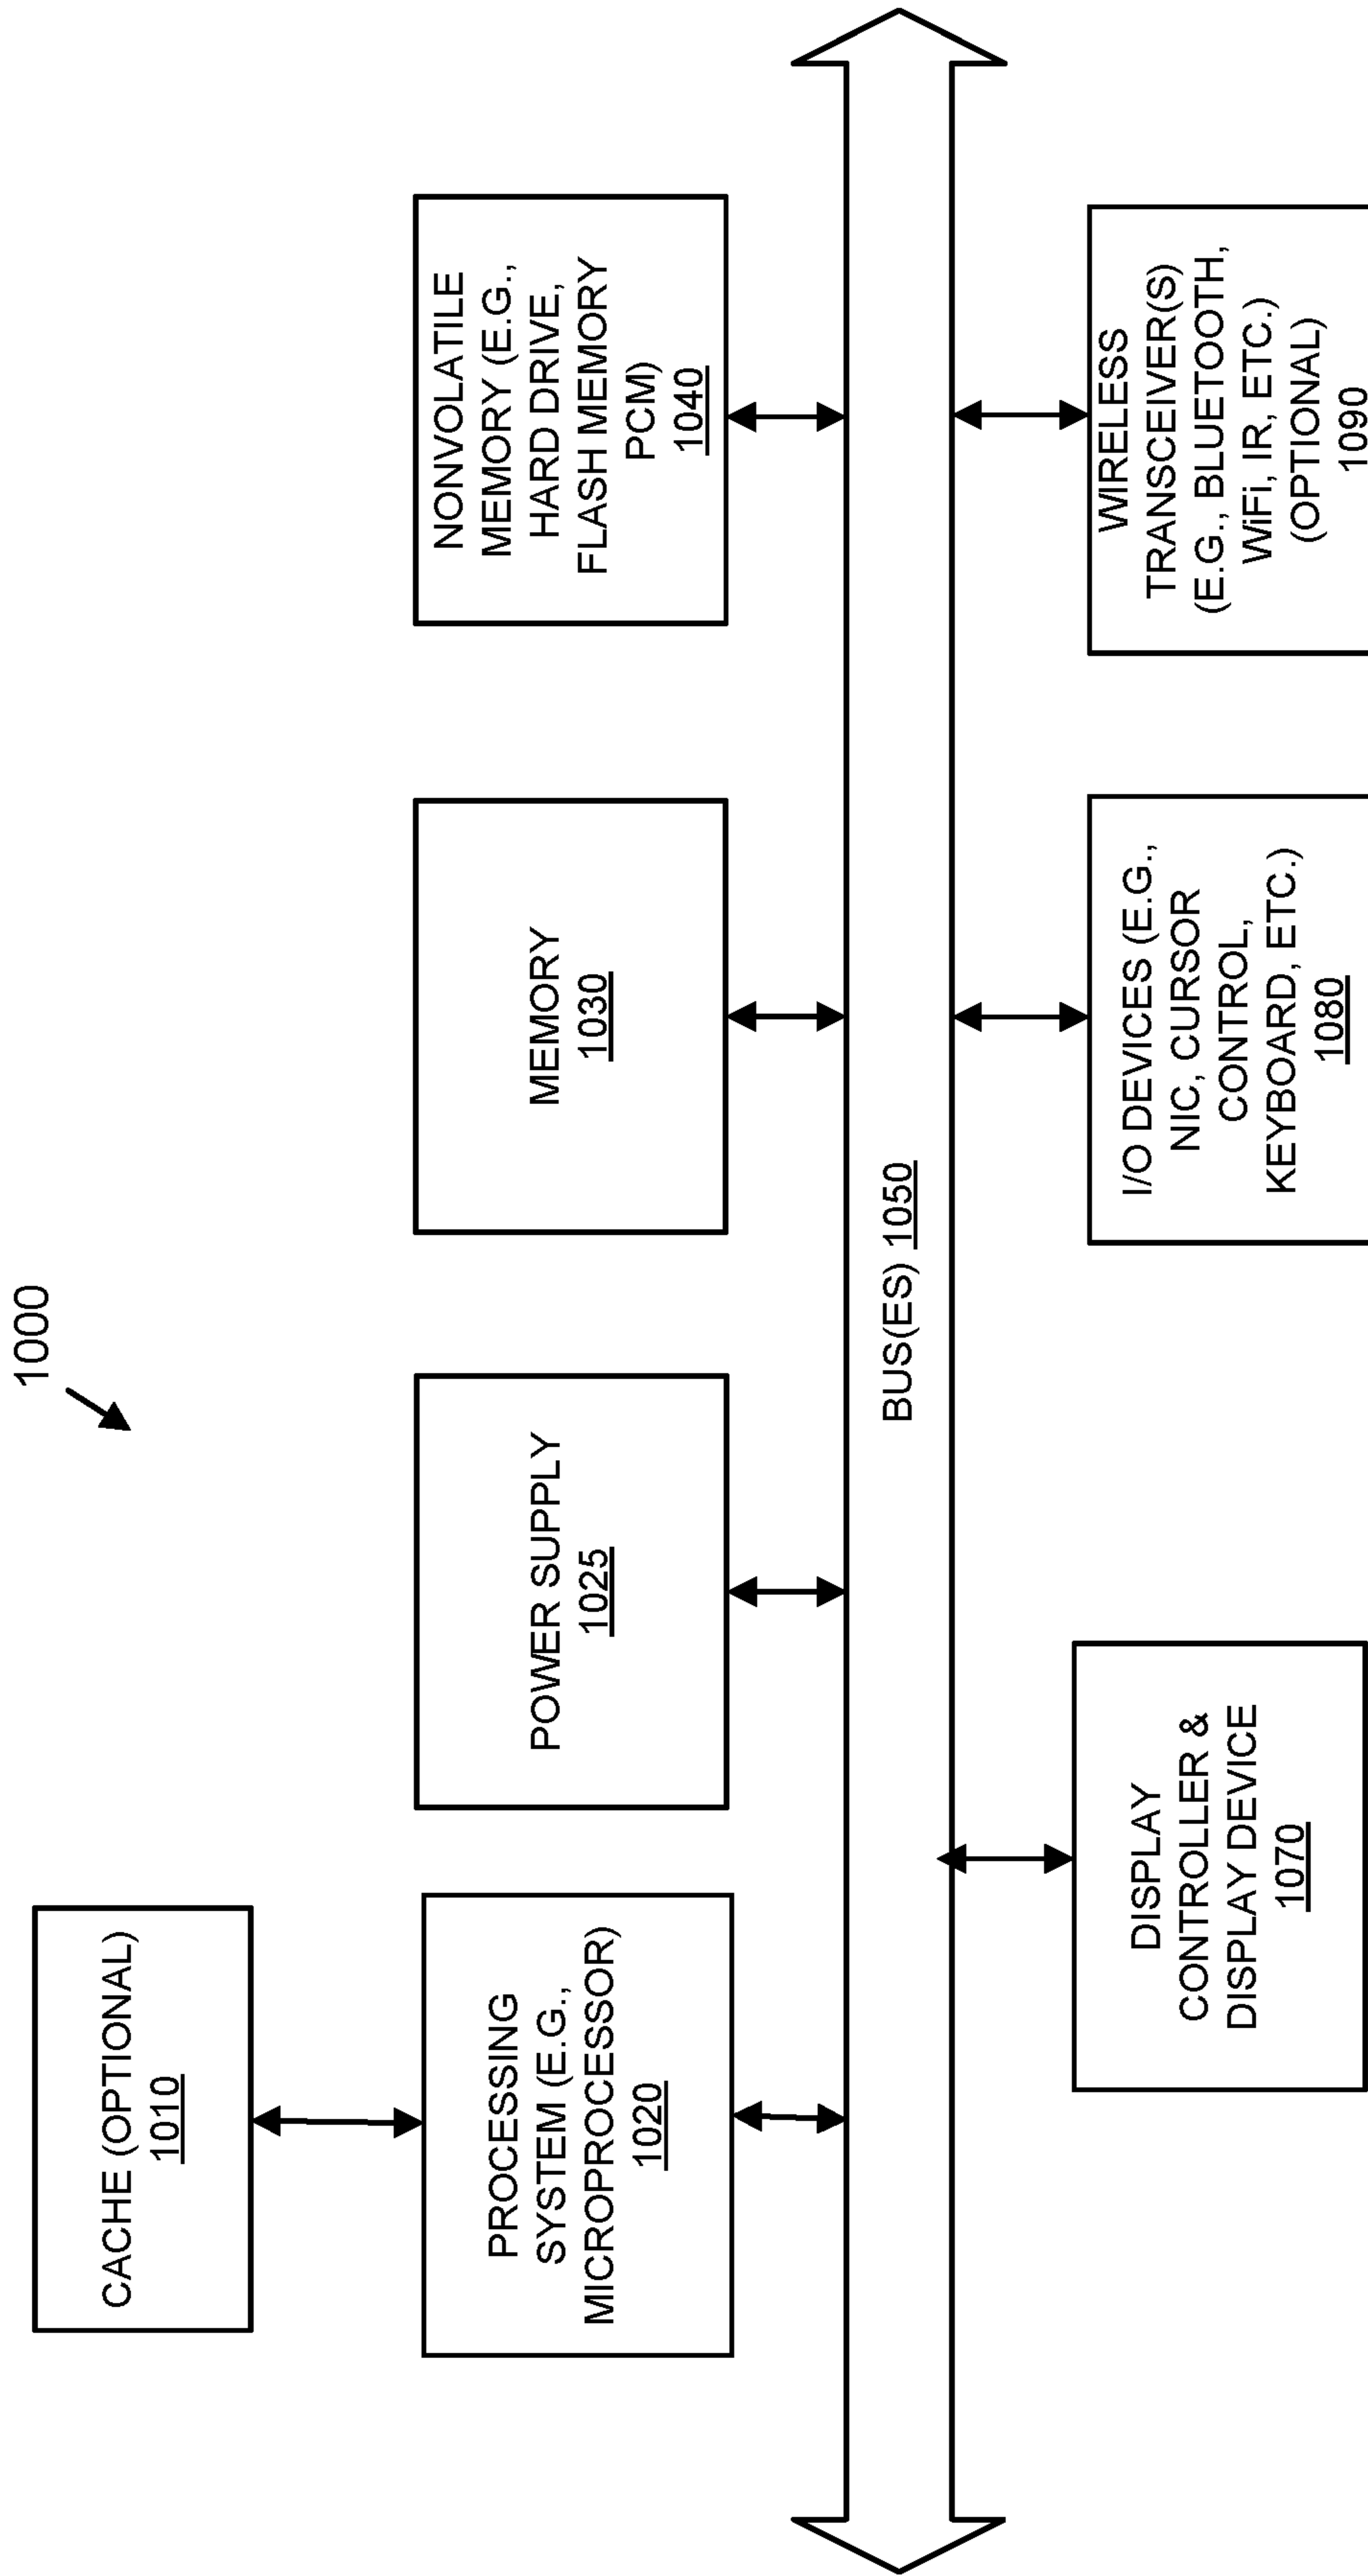 1000
CACHE (OPTIONAL)
1010
PROCESSING
SYSTEM (E.G.,
MICROPROCESSOR)
1020
POWER SUPPLY
1025
MEMORY
1030
NONVOLATILE
MEMORY (E.G.,
HARD DRIVE,
FLASH MEMORY
PCM)
1040
BUS(ES) 1050
DISPLAY
CONTROLLER &
DISPLAY DEVICE
1070
I/O DEVICES (E.G.,
NIC, CURSOR
CONTROL,
KEYBOARD, ETC.)
1080
WIRELESS
TRANSCEIVER(S)
(E.G., BLUETOOTH,
WiFi, IR, ETC.)
(OPTIONAL)
1090